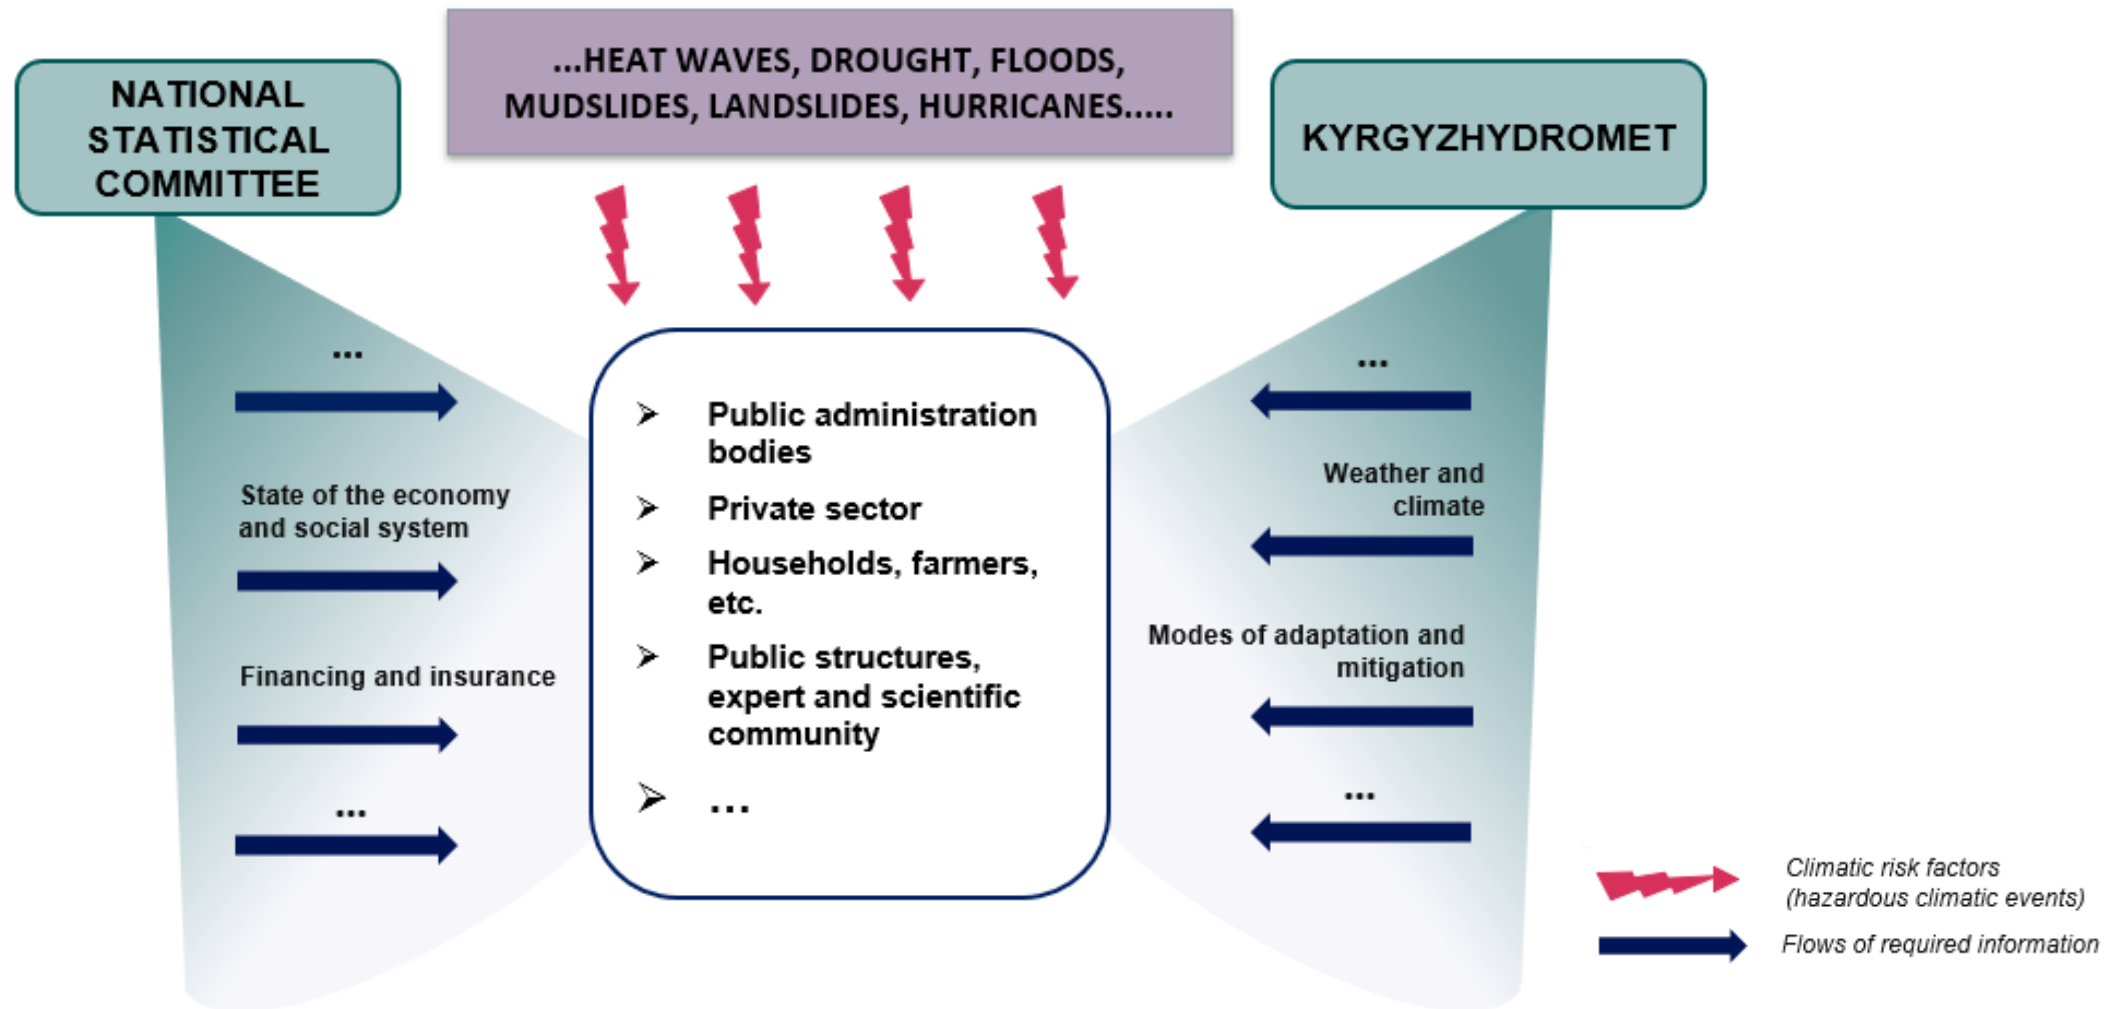 NATIONAL
STATISTICAL
COMMITTEE
...HEAT WAVES, DROUGHT, FLOODS,
MUDSLIDES, LANDSLIDES, HURRICANES.....
KYRGYZHYDROMET
...
State of the economy
and social system
Financing and insurance
...
➢ Public administration
bodies
➢ Private sector
➢ Households, farmers,
etc.
➢ Public structures,
expert and scientific
community
➢ ...
...
Weather and
climate
Modes of adaptation and
mitigation
...
Climatic risk factors
(hazardous climatic events)
Flows of required information